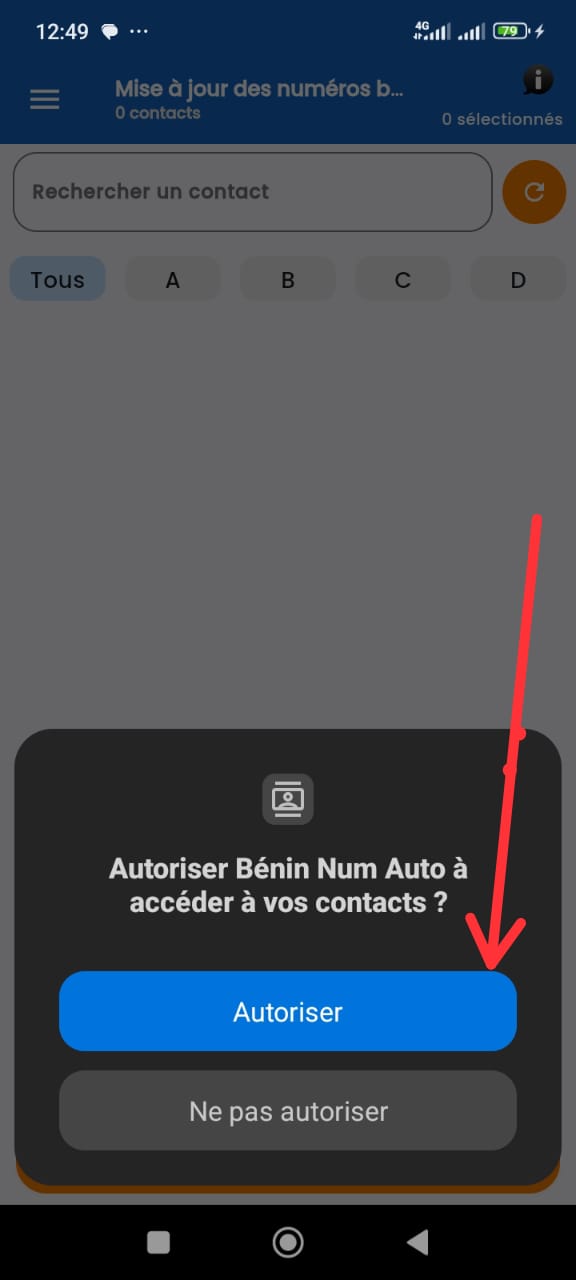 12:49
4G
79
Mise à jour des numéros b...
0 contacts
0 sélectionnés
Rechercher un contact
Tous
A
B
C
D
Autoriser Bénin Num Auto à
accéder à vos contacts ?
Autoriser
Ne pas autoriser